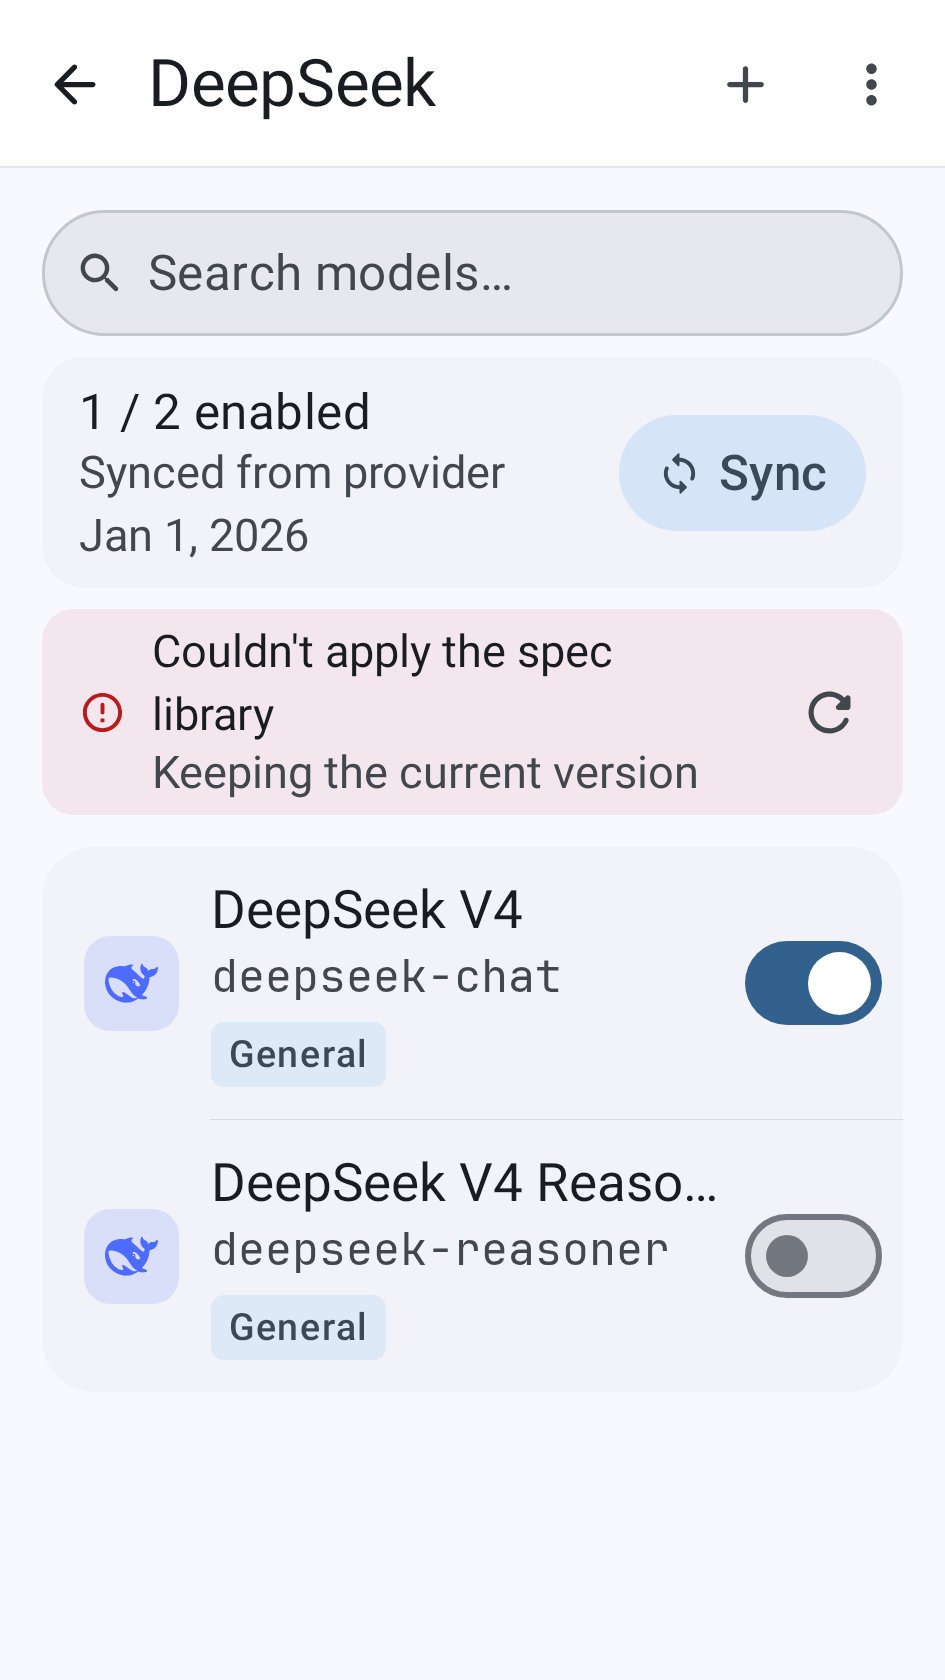 DeepSeek
Search models…
1 / 2 enabled
Synced from provider
Jan 1, 2026
Sync
Couldn't apply the spec
library
Keeping the current version
DeepSeek V4
deepseek-chat
General
DeepSeek V4 Reaso…
deepseek-reasoner
General